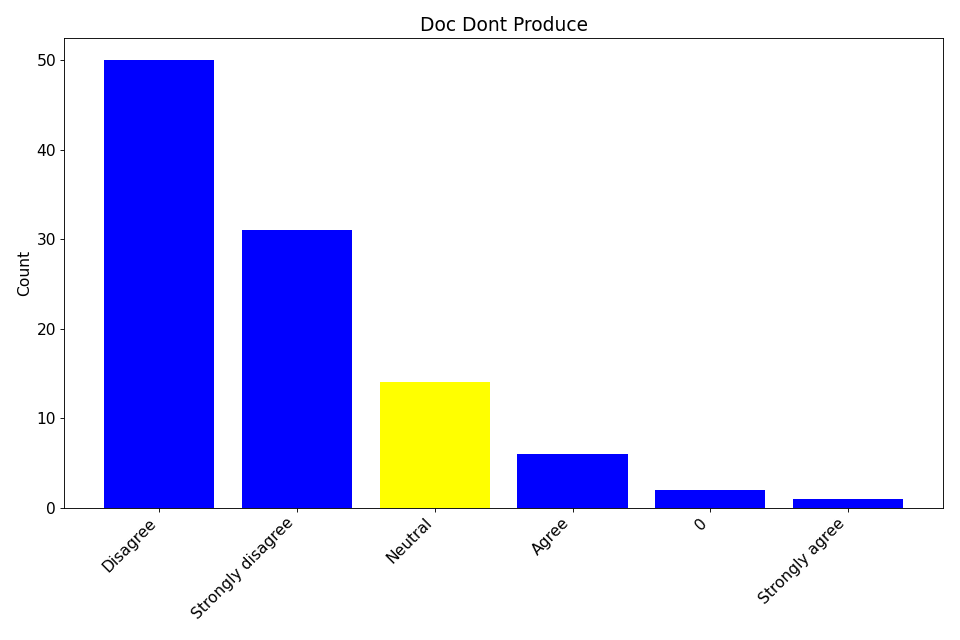 Doc Dont Produce
50
40
30
20
10
0
Count
Disagree
Strongly disagree
Neutral
Agree
0
Strongly agree